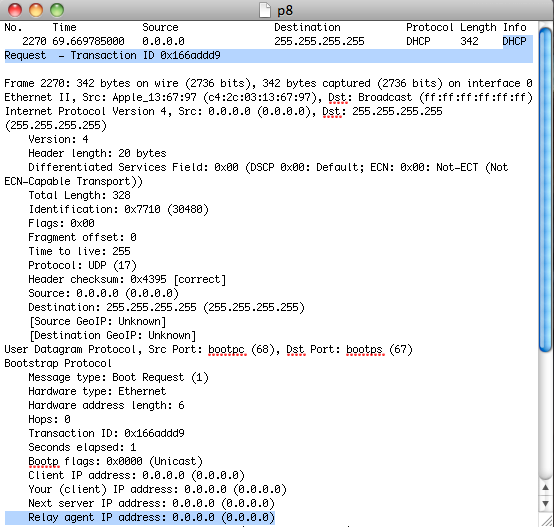 p8
No. Time Source Destination Protocol Length Info
2270 69.669785000 0.0.0.0 255.255.255.255 DHCP 342 DHCP
Request – Transaction ID 0x166addd9
Frame 2270: 342 bytes on wire (2736 bits), 342 bytes captured (2736 bits) on interface 0
Ethernet II, Src: Apple_13:67:97 (c4:2c:03:13:67:97), Dst: Broadcast (ff:ff:ff:ff:ff:ff)
Internet Protocol Version 4, Src: 0.0.0.0 (0.0.0.0), Dst: 255.255.255.255
(255.255.255.255)
Version: 4
Header length: 20 bytes
Differentiated Services Field: 0x00 (DSCP 0x00: Default; ECN: 0x00: Not-ECT (Not
ECN-Capable Transport))
Total Length: 328
Identification: 0x7710 (30480)
Flags: 0x00
Fragment offset: 0
Time to live: 255
Protocol: UDP (17)
Header checksum: 0x4395 [correct]
Source: 0.0.0.0 (0.0.0.0)
Destination: 255.255.255.255 (255.255.255.255)
[Source GeoIP: Unknown]
[Destination GeoIP: Unknown]
User Datagram Protocol, Src Port: bootpc (68), Dst Port: bootps (67)
Bootstrap Protocol
Message type: Boot Request (1)
Hardware type: Ethernet
Hardware address length: 6
Hops: 0
Transaction ID: 0x166addd9
Seconds elapsed: 1
Bootp flags: 0x0000 (Unicast)
Client IP address: 0.0.0.0 (0.0.0.0)
Your (client) IP address: 0.0.0.0 (0.0.0.0)
Next server IP address: 0.0.0.0 (0.0.0.0)
Relay agent IP address: 0.0.0.0 (0.0.0.0)